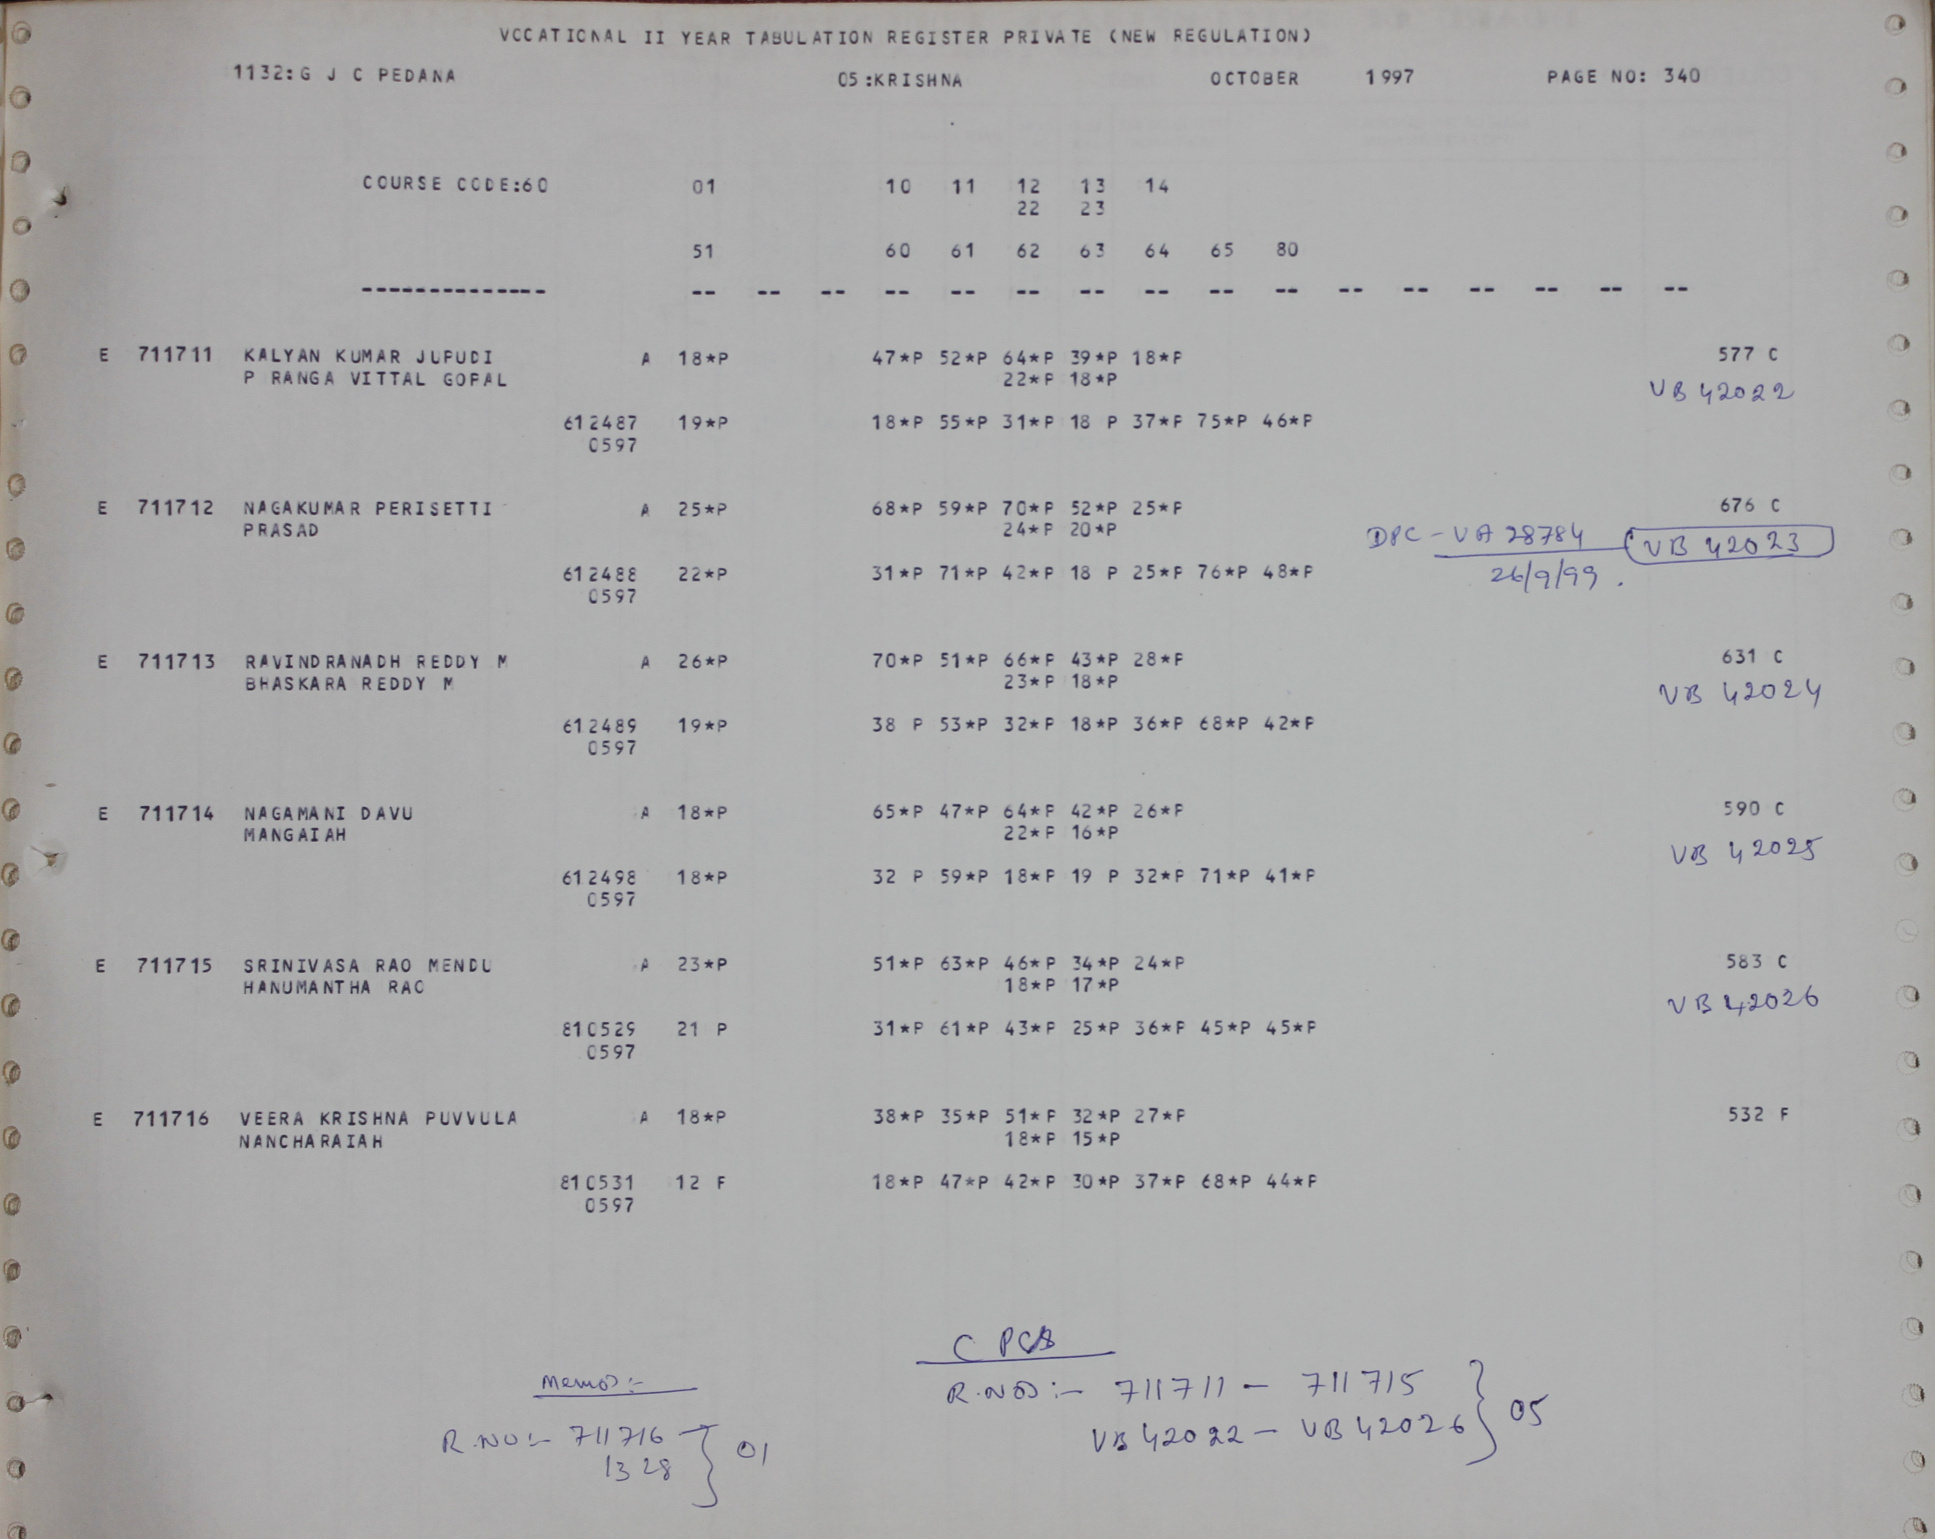 VOCATIONAL II YEAR TABULATION REGISTER PRIVATE (NEW REGULATION)
1132:G J C PEDANA 05:KRISHNA OCTOBER 1997 PAGE NO: 340
COURSE CODE:60 01 10 11 12 13 14
22 23
51 60 61 62 63 64 65 80
-------------- -- -- -- -- -- -- -- -- -- -- -- -- -- -- -- --
E 711711 KALYAN KUMAR JUPUDI A 18*P 47*P 52*P 64*P 39*P 18*P 577 C
P RANGA VITTAL GOPAL 22*P 18*P VB 42022
612487 19*P 18*P 55*P 31*P 18 P 37*P 75*P 46*P
0597
E 711712 NAGAKUMAR PERISETTI A 25*P 68*P 59*P 70*P 52*P 25*P 676 C
PRASAD 24*P 20*P DPC - VA 28784 VB 42023
612488 22*P 31*P 71*P 42*P 18 P 25*P 76*P 48*P 26/9/99.
0597
E 711713 RAVINDRANADH REDDY M A 26*P 70*P 51*P 66*P 43*P 28*P 631 C
BHASKARA REDDY M 23*P 18*P VB 42024
612489 19*P 38 P 53*P 32*P 18*P 36*P 68*P 42*P
0597
E 711714 NAGAMANI DAVU A 18*P 65*P 47*P 64*P 42*P 26*P 590 C
MANGAIAH 22*P 16*P VB 42025
612498 18*P 32 P 59*P 18*P 19 P 32*P 71*P 41*P
0597
E 711715 SRINIVASA RAO MENDU A 23*P 51*P 63*P 46*P 34*P 24*P 583 C
HANUMANTHA RAO 18*P 17*P VB 42026
810529 21 P 31*P 61*P 43*P 25*P 36*P 45*P 45*P
0597
E 711716 VEERA KRISHNA PUVVULA A 18*P 38*P 35*P 51*P 32*P 27*P 532 F
NANCHARAIAH 18*P 15*P
810531 12 F 18*P 47*P 42*P 30*P 37*P 68*P 44*P
0597
C PCs
Memos:-
R.NOs:- 711711 - 711715
VB 42022 - VB 42026 } 05
R.NO:- 711716
1328 } 01